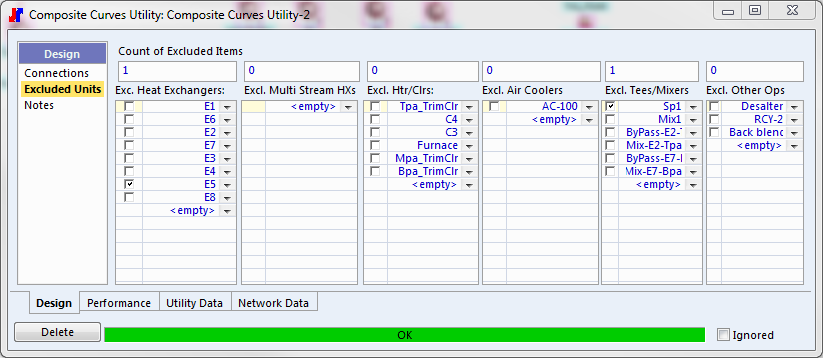 Composite Curves Utility: Composite Curves Utility-2
Design
Connections
Excluded Units
Notes
Count of Excluded Items
1 0 0 0 1 0
Exc. Heat Exchangers: Excl. Multi Stream HXs Excl. Htr/Clrs: Excl. Air Coolers Excl. Tees/Mixers Excl. Other Ops
E1 <empty> Tpa_TrimClr AC-100 Sp1 Desalter
E6 C4 <empty> Mix1 RCY-2
E2 C3 ByPass-E2-T Back blend
E7 Furnace Mix-E2-Tpa <empty>
E3 Mpa_TrimClr ByPass-E7-
E4 Bpa_TrimClr Mix-E7-Bpa
E5 <empty> <empty>
E8
<empty>
Design Performance Utility Data Network Data
Delete OK Ignored